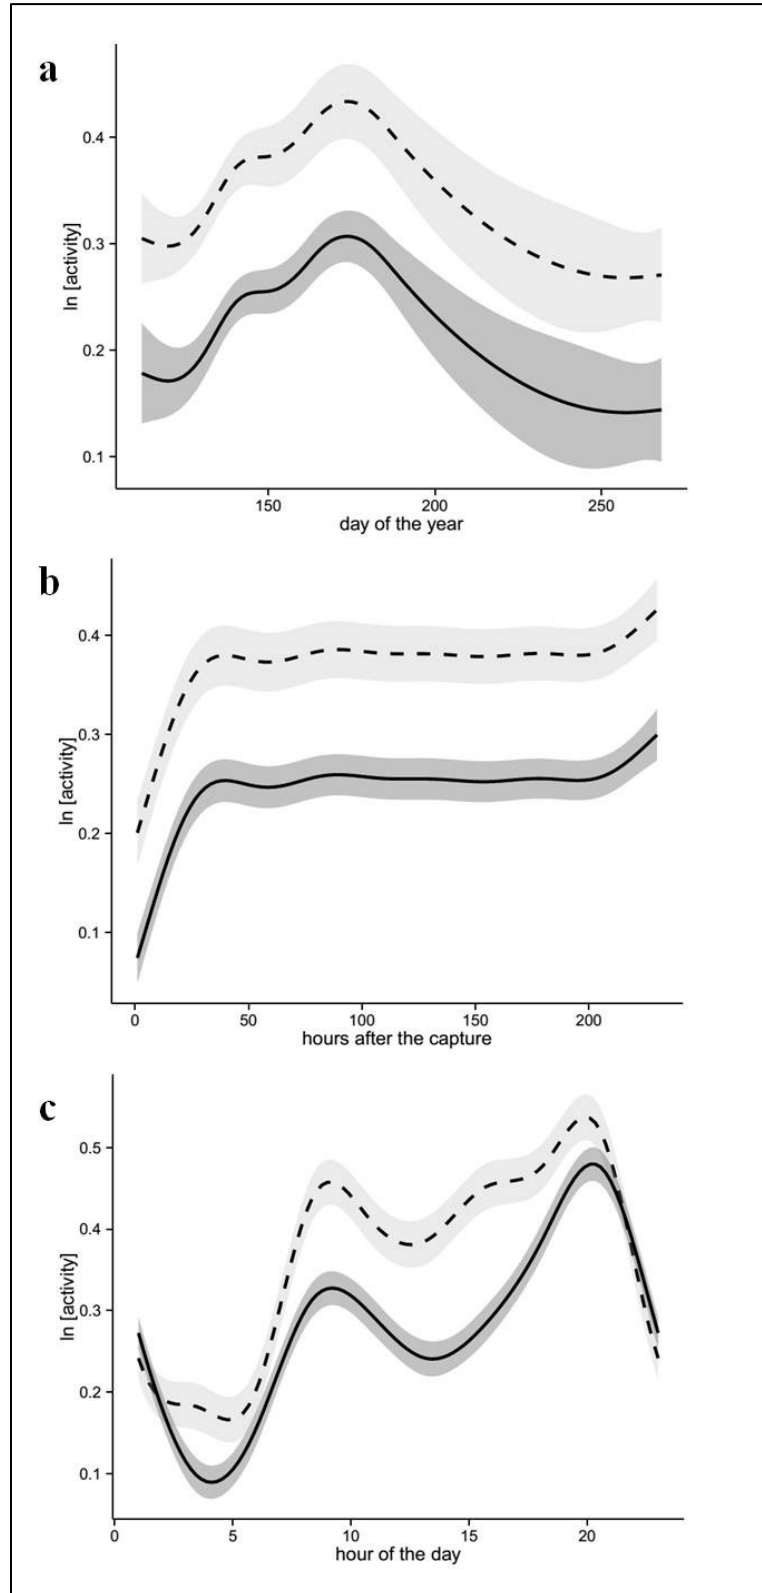 a
0.4
0.3
0.2
0.1
ln [activity]
150 200 250
day of the year
b
0.4
0.3
0.2
0.1
ln [activity]
0 50 100 150 200
hours after the capture
c
0.5
0.4
0.3
0.2
0.1
ln [activity]
0 5 10 15 20
hour of the day